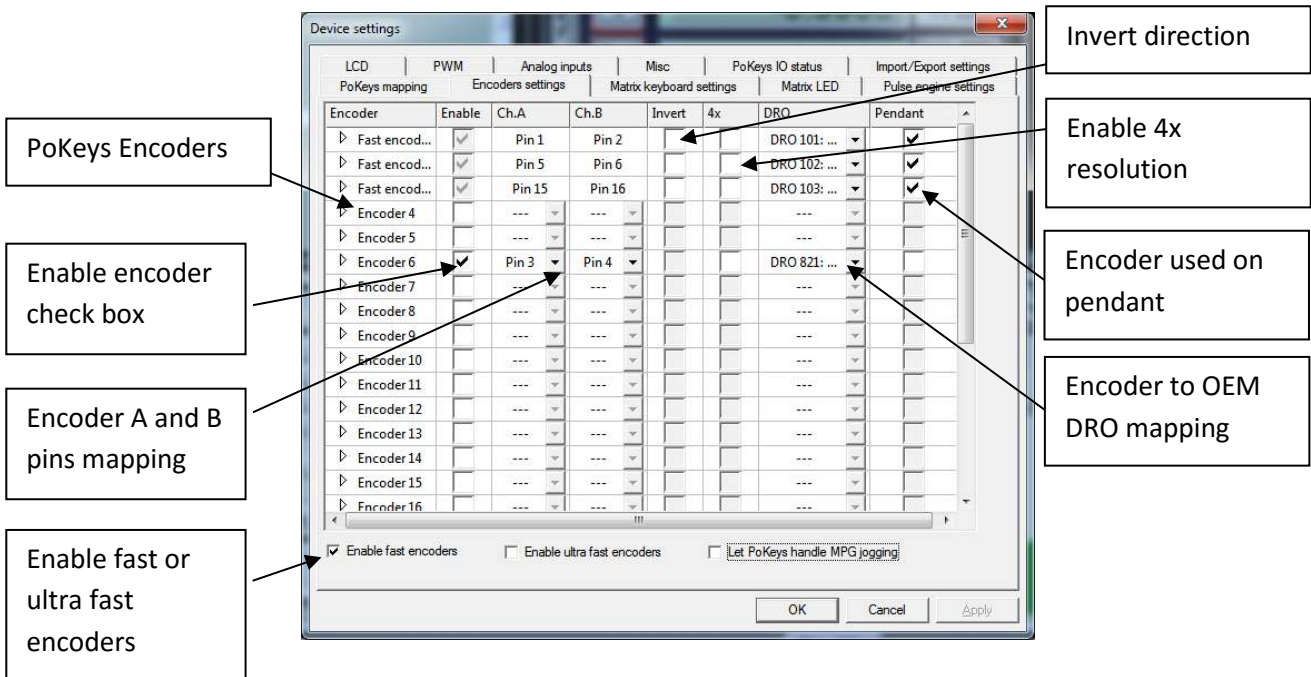 Device settings
LCD PWM Analog inputs Misc PoKeys IO status Import/Export settings
PoKeys mapping Encoders settings Matrix keyboard settings Matrix LED Pulse engine settings
Encoder Enable Ch.A Ch.B Invert 4x DRO Pendant
Fast encod... Pin 1 Pin 2 DRO 101: ...
Fast encod... Pin 5 Pin 6 DRO 102: ...
Fast encod... Pin 15 Pin 16 DRO 103: ...
Encoder 4 --- --- ---
Encoder 5 --- --- ---
Encoder 6 Pin 3 Pin 4 DRO 821: ...
Encoder 7 --- --- ---
Encoder 8 --- --- ---
Encoder 9 --- --- ---
Encoder 10 --- --- ---
Encoder 11 --- --- ---
Encoder 12 --- --- ---
Encoder 13 --- --- ---
Encoder 14 --- --- ---
Encoder 15 --- --- ---
Encoder 16 --- --- ---
Enable fast encoders Enable ultra fast encoders Let PoKeys handle MPG jogging
OK Cancel Apply
PoKeys Encoders
Enable encoder
check box
Encoder A and B
pins mapping
Enable fast or
ultra fast
encoders
Invert direction
Enable 4x
resolution
Encoder used on
pendant
Encoder to OEM
DRO mapping